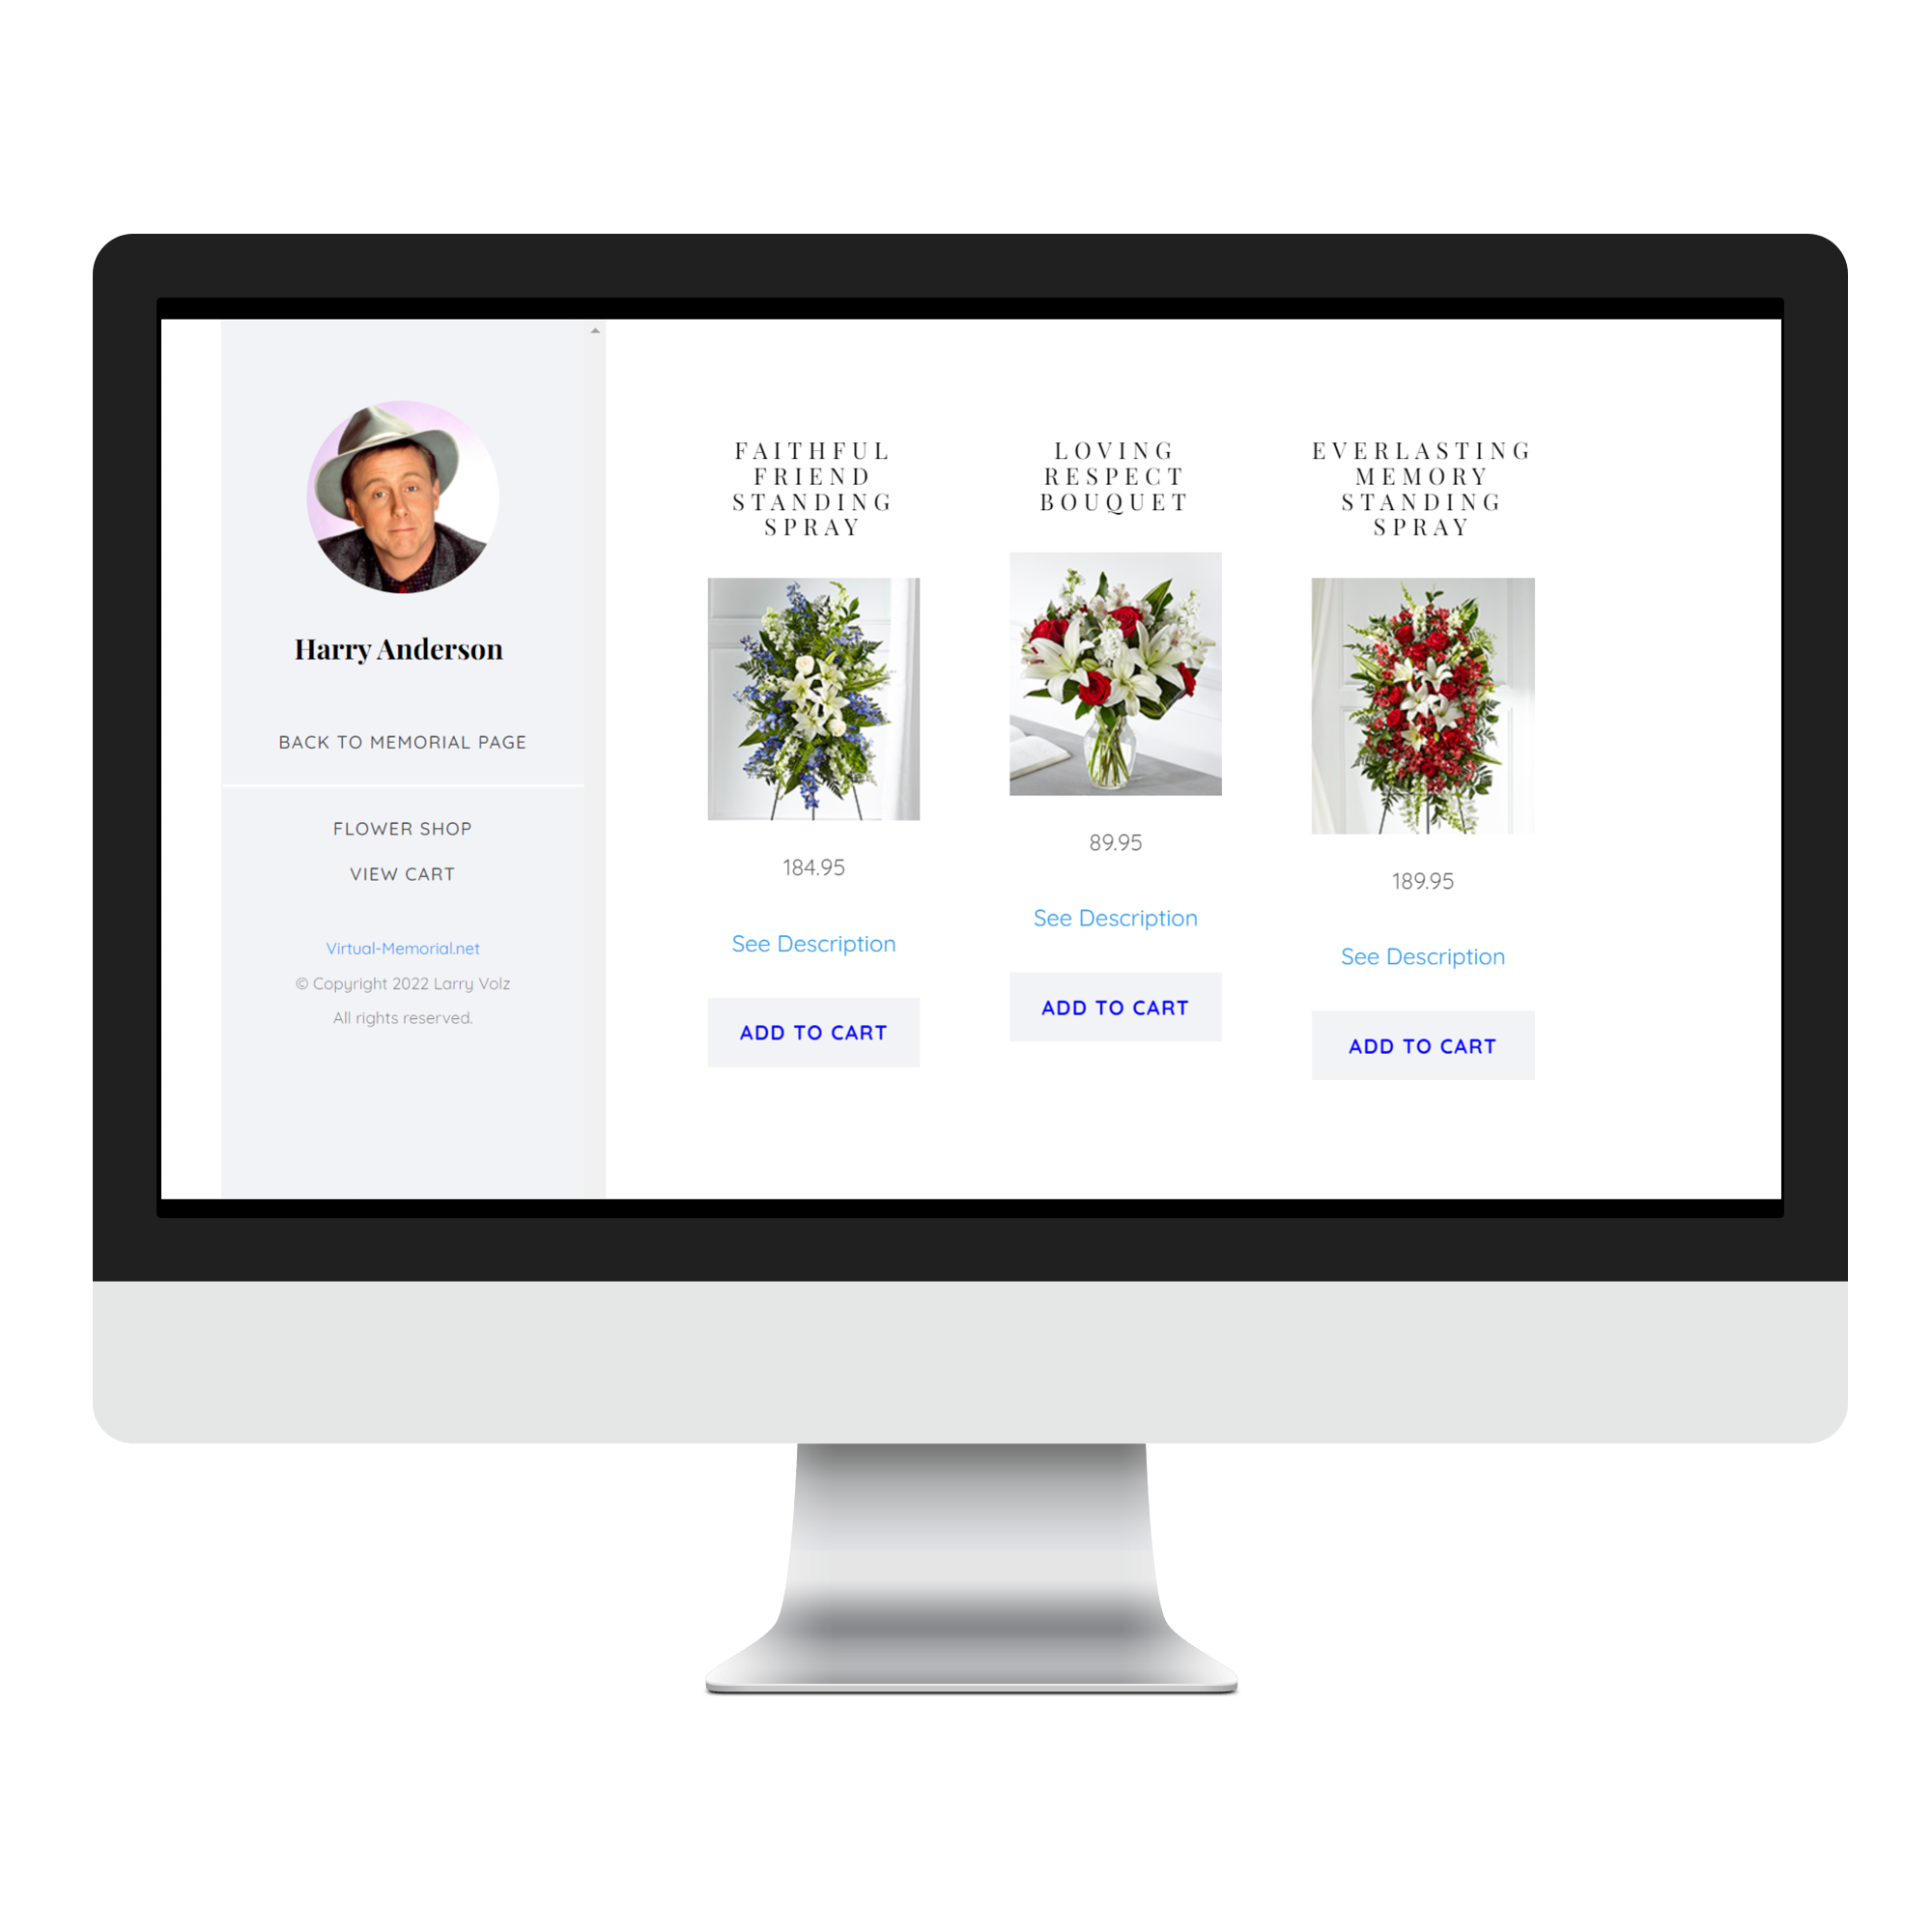 Harry Anderson
BACK TO MEMORIAL PAGE
FLOWER SHOP
VIEW CART
Virtual-Memorial.net
© Copyright 2022 Larry Volz
All rights reserved.
FAITHFUL
FRIEND
STANDING
SPRAY
184.95
See Description
ADD TO CART
LOVING
RESPECT
BOUQUET
89.95
See Description
ADD TO CART
EVERLASTING
MEMORY
STANDING
SPRAY
189.95
See Description
ADD TO CART